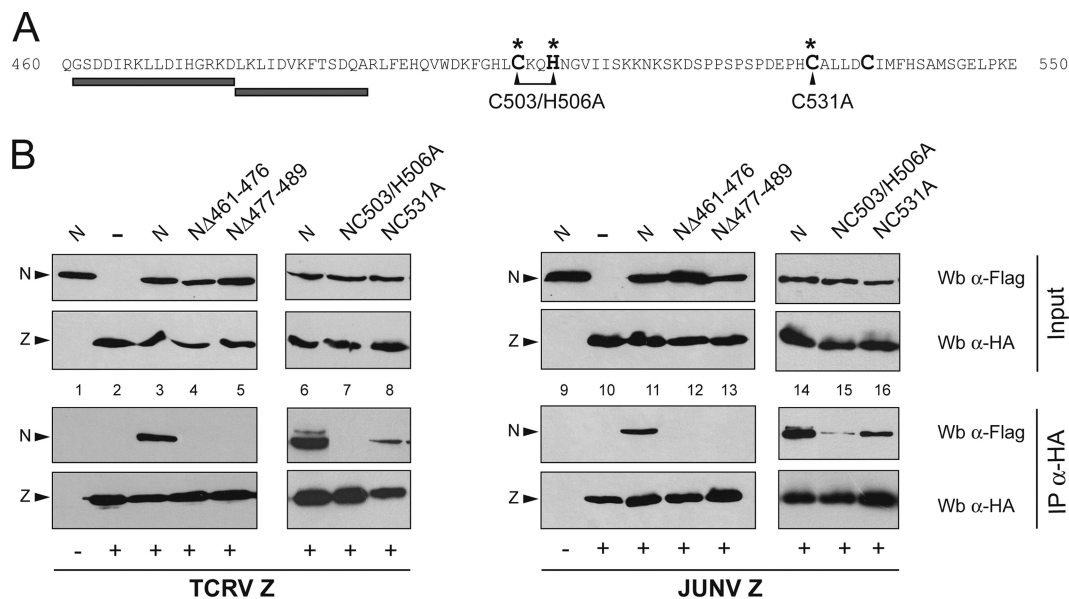 A
* * *
460 QGSDDIRKLLDIHGRKDLKLIDVKFTSDQARLFEHQVWDKFGHLCKQHNGVIISKKNKSKDSPPSPSPDEPHCALLDCIMFHSAMSGELPKE 550
C503/H506A C531A
B
N – N NΔ461-476 NΔ477-489 N NC503/H506A NC531A N – N NΔ461-476 NΔ477-489 N NC503/H506A NC531A
N N Wb α-Flag
Z Z Wb α-HA
Input
1 2 3 4 5 6 7 8 9 10 11 12 13 14 15 16
N N Wb α-Flag
Z Z Wb α-HA
IP α-HA
- + + + + + + + - + + + + + + +
TCRV Z JUNV Z